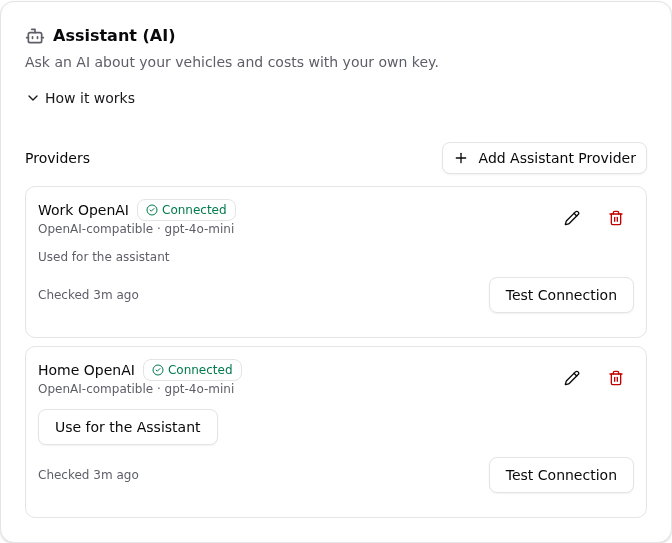 Assistant (AI)
Ask an AI about your vehicles and costs with your own key.
How it works
Providers
Add Assistant Provider
Work OpenAI
Connected
OpenAI-compatible · gpt-4o-mini
Used for the assistant
Checked 3m ago
Test Connection
Home OpenAI
Connected
OpenAI-compatible · gpt-4o-mini
Use for the Assistant
Checked 3m ago
Test Connection